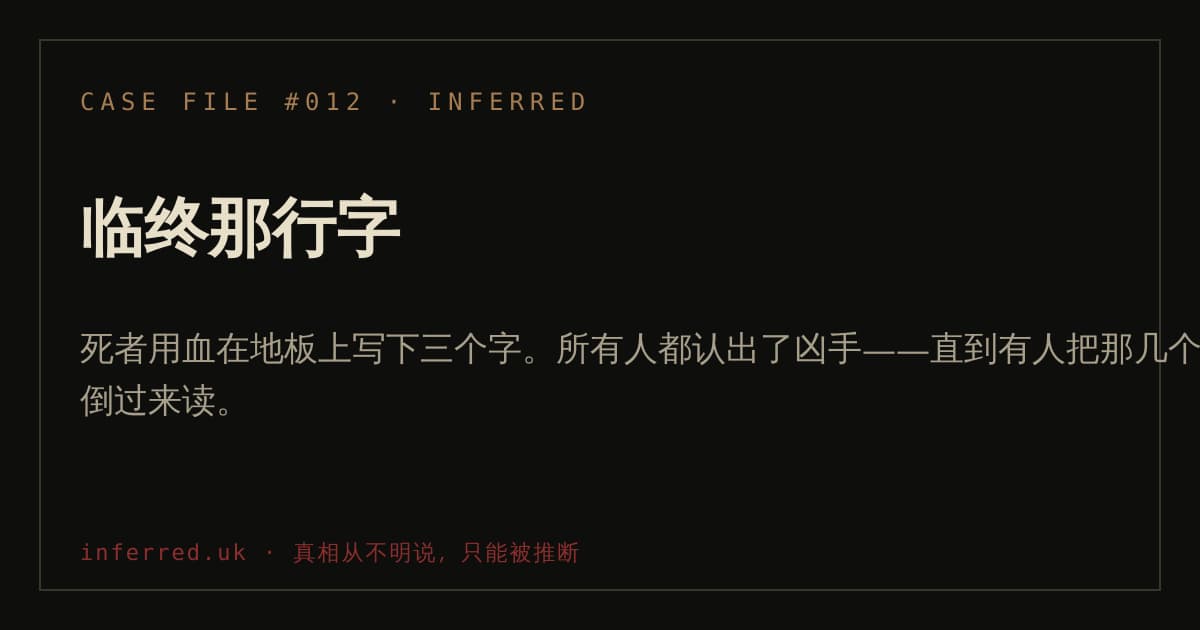 CASE FILE #012 · INFERRED
临终那行字
死者用血在地板上写下三个字。所有人都认出了凶手——直到有人把那几个
倒过来读。
inferred.uk · 真相从不明说，只能被推断